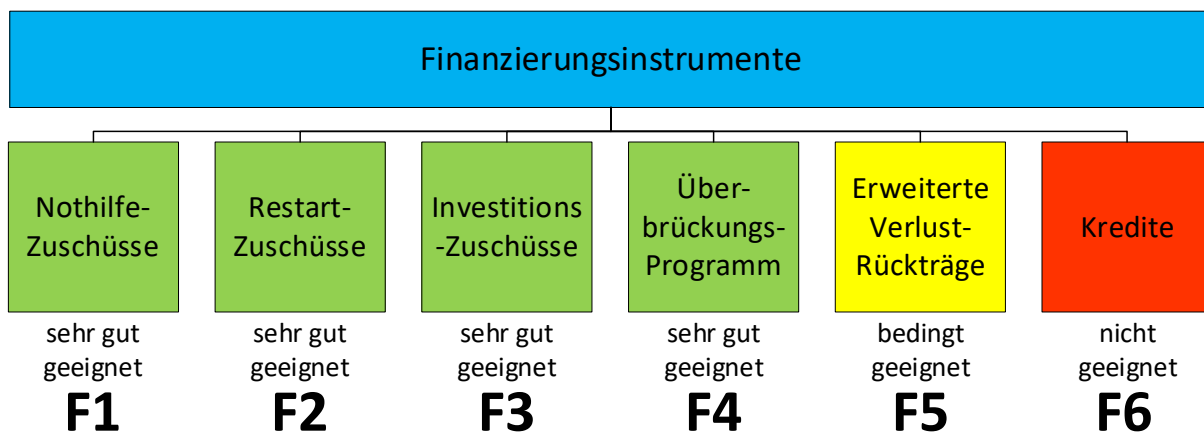 Finanzierungsinstrumente
Nothilfe-
Zuschüsse
Restart-
Zuschüsse
Investitions
-Zuschüsse
Über-
brückungs-
Programm
Erweiterte
Verlust-
Rückträge
Kredite
sehr gut
geeignet
sehr gut
geeignet
sehr gut
geeignet
sehr gut
geeignet
bedingt
geeignet
nicht
geeignet
F1
F2
F3
F4
F5
F6